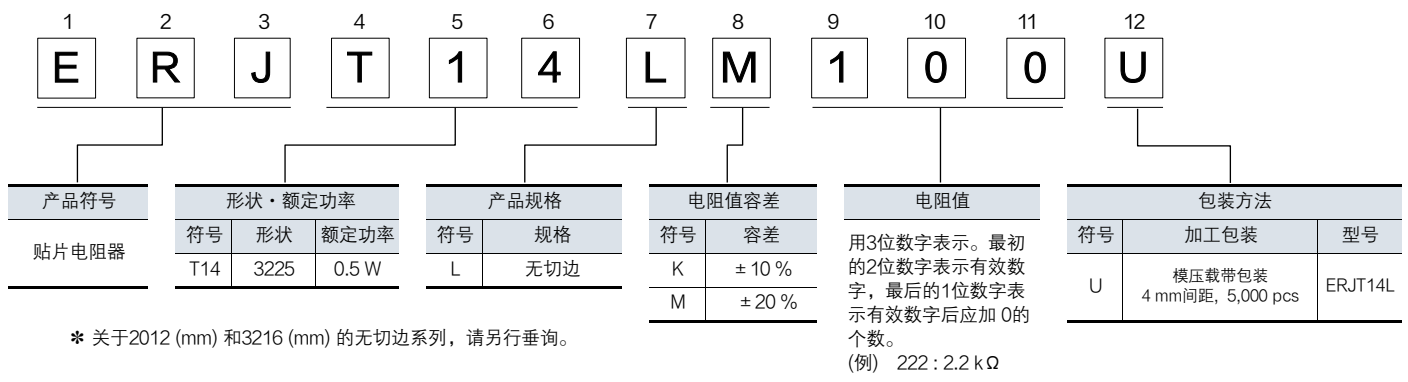 1 2 3 4 5 6 7 8 9 10 11 12
E R J T 1 4 L M 1 0 0 U
产品符号
贴片电阻器
形状・额定功率
符号 形状 额定功率
T14 3225 0.5 W
产品规格
符号 规格
L 无切边
电阻值容差
符号 容差
K ± 10 %
M ± 20 %
电阻值
用3位数字表示。最初
的2位数字表示有效数
字，最后的1位数字表
示有效数字后应加 0的
个数。
(例) 222 : 2.2 k Ω
包装方法
符号 加工包装 型号
U 模压载带包装 ERJT14L
4 mm间距, 5,000 pcs
✻ 关于2012 (mm) 和3216 (mm) 的无切边系列，请另行垂询。